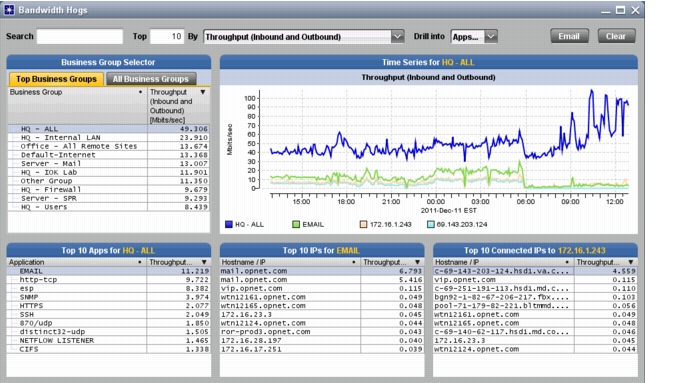 Bandwidth Hogs
Search Top 10 By Throughput (Inbound and Outbound) Drill into Apps... Email Clear
Business Group Selector
Top Business Groups All Business Groups
Business Group Throughput (Inbound and Outbound) [Mbits/sec]
HQ - ALL 49.306
HQ - Internal LAN 23.910
Office - All Remote Sites 13.674
Default-Internet 13.368
Server - Mail 13.007
HQ - IOK Lab 11.901
Other Group 11.350
HQ - Firewall 9.679
Server - SPR 9.293
HQ - Users 8.439
Time Series for HQ - ALL
Throughput (Inbound and Outbound)
Mbits/sec
100
90
80
70
60
50
40
30
20
10
0
15:00 18:00 21:00 00:00 03:00 06:00 09:00 12:00
2011-Dec-11 EST
HQ - ALL EMAIL 172.16.1.243 69.143.203.124
Top 10 Apps for HQ - ALL
Application Throughput...
EMAIL 11.219
http-tcp 9.722
esp 8.382
SNMP 3.974
HTTPS 2.077
SSH 2.049
870/udp 1.850
distinct32-udp 1.505
NETFLOW LISTENER 1.465
CIFS 1.338
Top 10 IPs for EMAIL
Hostname / IP Throughput...
mail.opnet.com 6.793
mail.opnet.com 5.416
vip.opnet.com 0.115
wtn12161.opnet.com 0.049
wtn12165.opnet.com 0.048
172.16.23.3 0.045
wtn12124.opnet.com 0.044
ror-prod3.opnet.com 0.043
172.16.28.197 0.040
172.16.17.251 0.039
Top 10 Connected IPs to 172.16.1.243
Hostname / IP Throughput...
c-69-143-203-124.hsd1.va.c... 4.559
vip.opnet.com 0.115
c-69-251-191-113.hsd1.md.c... 0.110
bgn92-1-82-67-206-217.fbx.... 0.103
pool-71-179-82-221.bltmmd.... 0.056
wtn12161.opnet.com 0.049
wtn12165.opnet.com 0.048
c-69-140-62-117.hsd1.md.co... 0.046
172.16.23.3 0.045
wtn12124.opnet.com 0.044